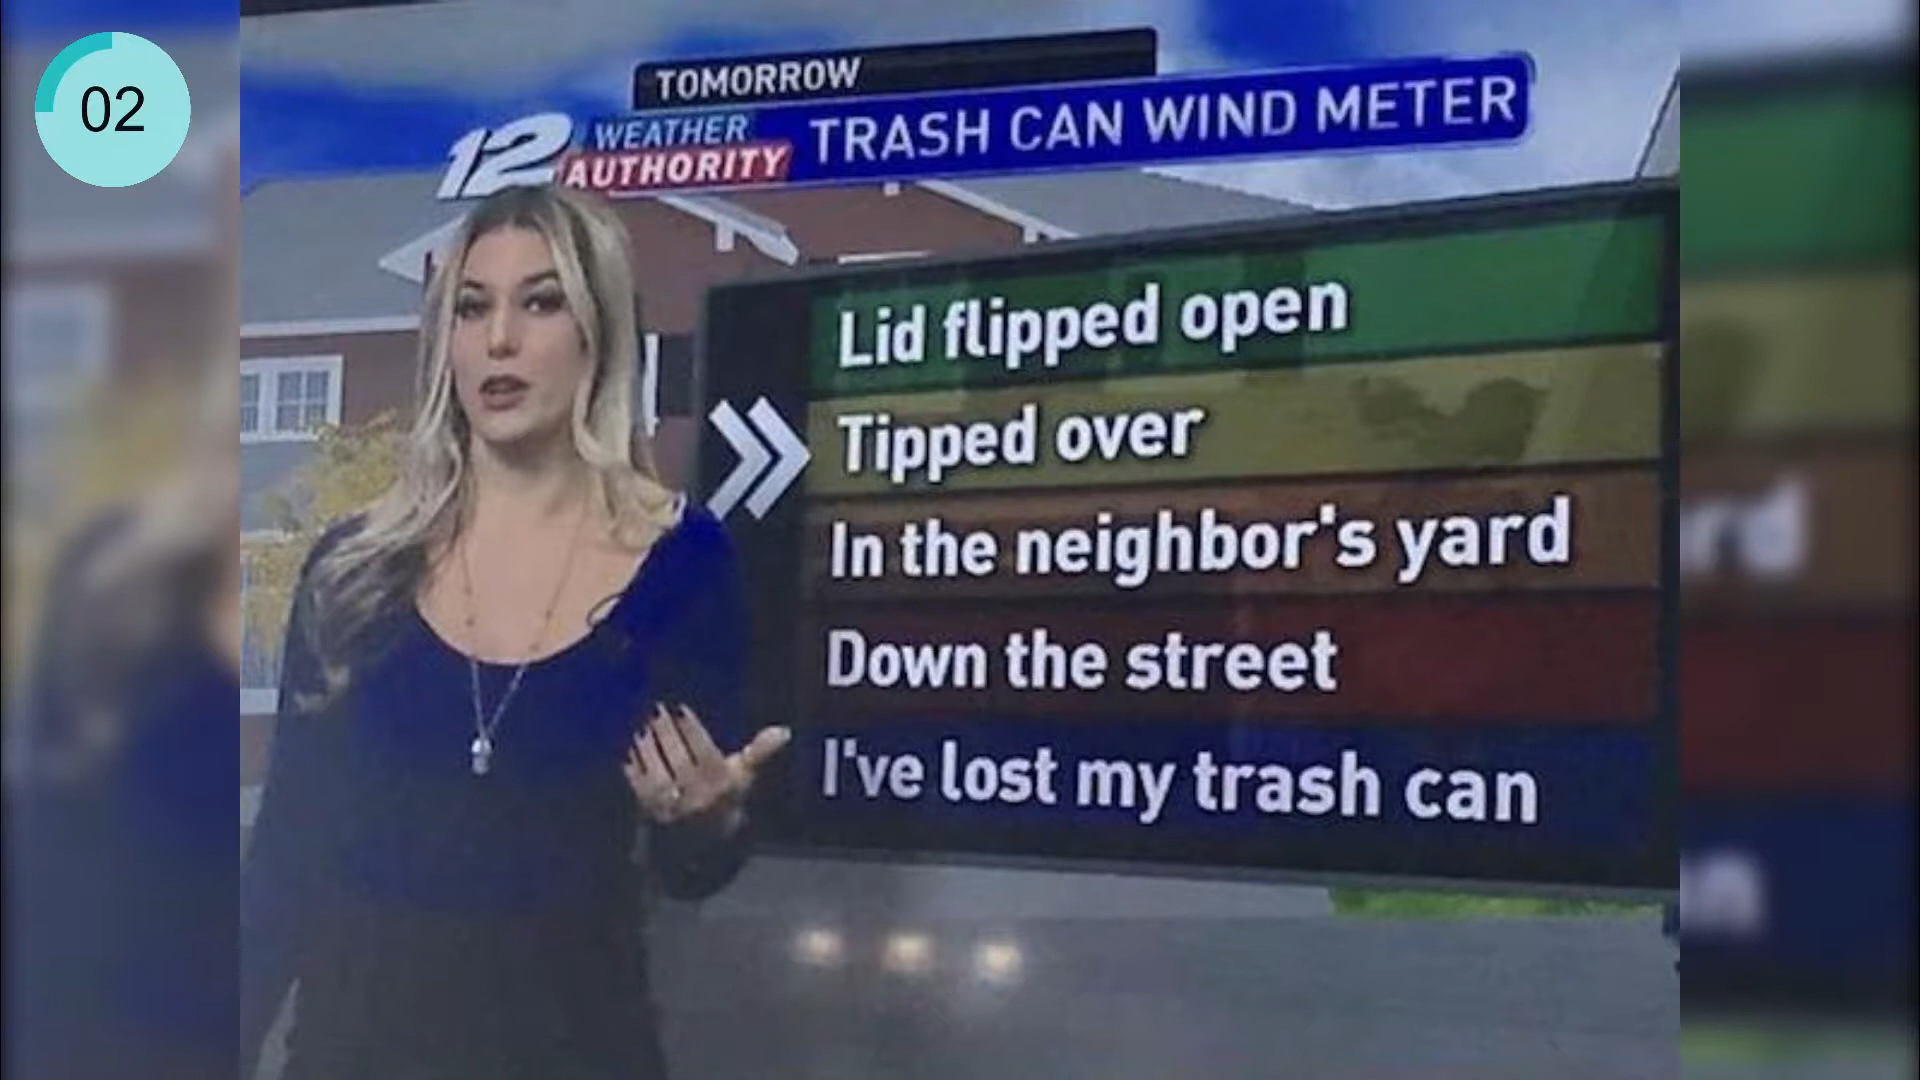 02
TOMORROW
12 WEATHER AUTHORITY
TRASH CAN WIND METER
Lid flipped open
Tipped over
In the neighbor's yard
Down the street
I've lost my trash can